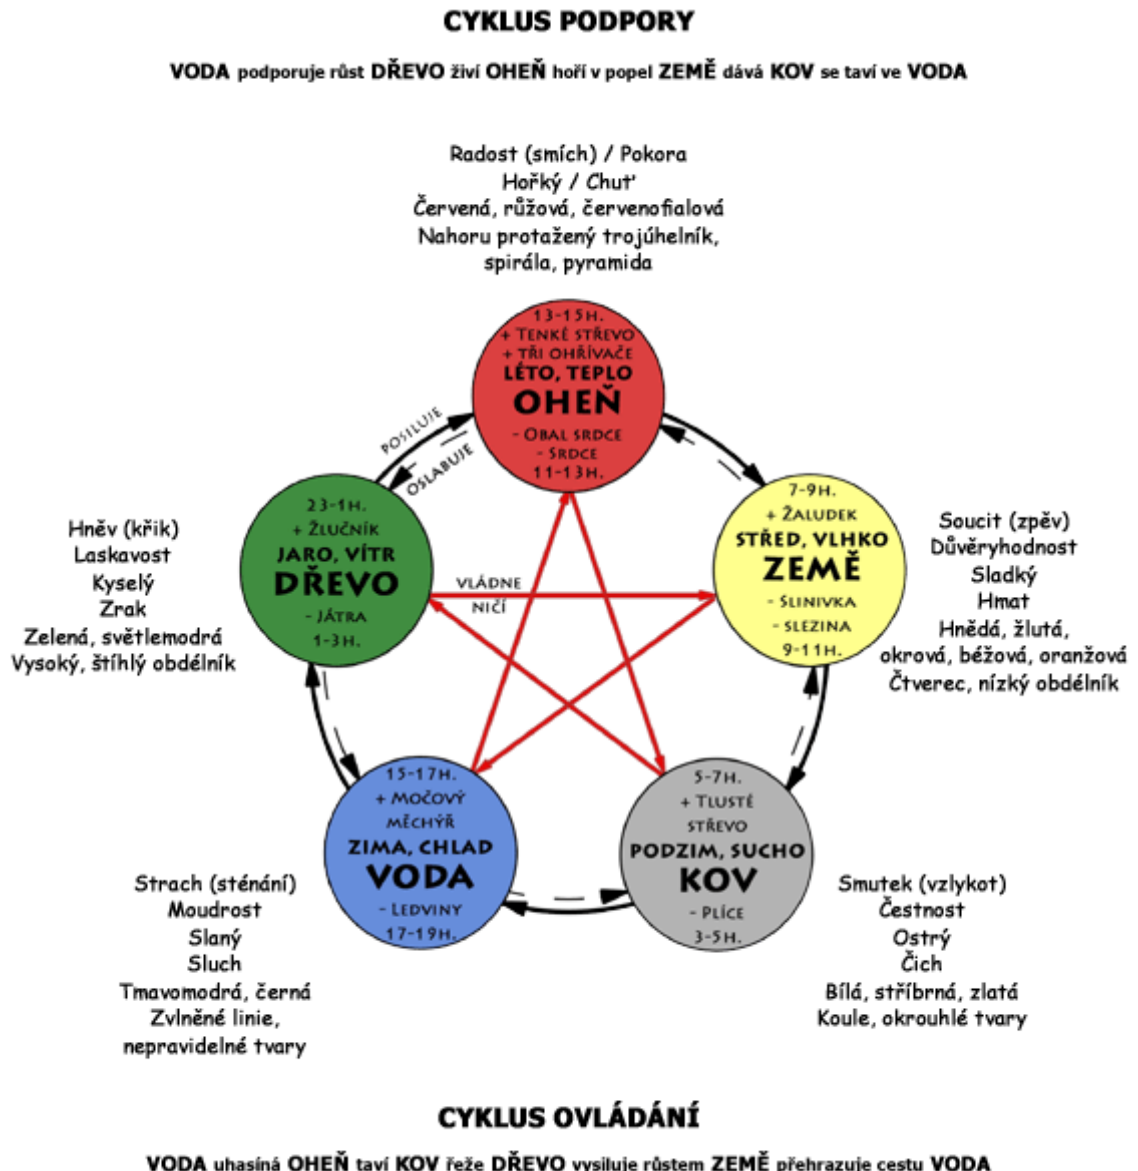 CYKLUS PODPORY
VODA podporuje růst DŘEVO živí OHEŇ hoří v popel ZEMĚ dává KOV se taví ve VODA
Radost (smích) / Pokora
Hořký / Chuť
Červená, růžová, červenofialová
Nahoru protažený trojúhelník,
spirála, pyramida
13-15H.
+ TENKÉ STŘEVO
+ TŘI OHŘÍVAČE
LÉTO, TEPLO
OHEŇ
- OBAL SRDCE
- SRDCE
11-13H.
POSILUJE
OSLABUJE
Hněv (křik)
Laskavost
Kyselý
Zrak
Zelená, světlemodrá
Vysoký, štíhlý obdélník
23-1H.
+ ŽLUČNÍK
JARO, VÍTR
DŘEVO
- JÁTRA
1-3H.
VLÁDNE
NIČÍ
7-9H.
+ ŽALUDEK
STŘED, VLHKO
ZEMĚ
- SLINIVKA
- SLEZINA
9-11H.
Soucit (zpěv)
Důvěryhodnost
Sladký
Hmat
Hnědá, žlutá,
okrová, béžová, oranžová
Čtverec, nízký obdélník
15-17H.
+ MOČOVÝ
MĚCHÝŘ
ZIMA, CHLAD
VODA
- LEDVINY
17-19H.
5-7H.
+ TLUSTÉ
STŘEVO
PODZIM, SUCHO
KOV
- PLÍCE
3-5H.
Strach (sténání)
Moudrost
Slaný
Sluch
Tmavomodrá, černá
Zvlněné linie,
nepravidelné tvary
Smutek (vzlykot)
Čestnost
Ostrý
Čich
Bílá, stříbrná, zlatá
Koule, okrouhlé tvary
CYKLUS OVLÁDÁNÍ
VODA uhasíná OHEŇ taví KOV řeže DŘEVO vysiluje růstem ZEMĚ přehrazuje cestu VODA